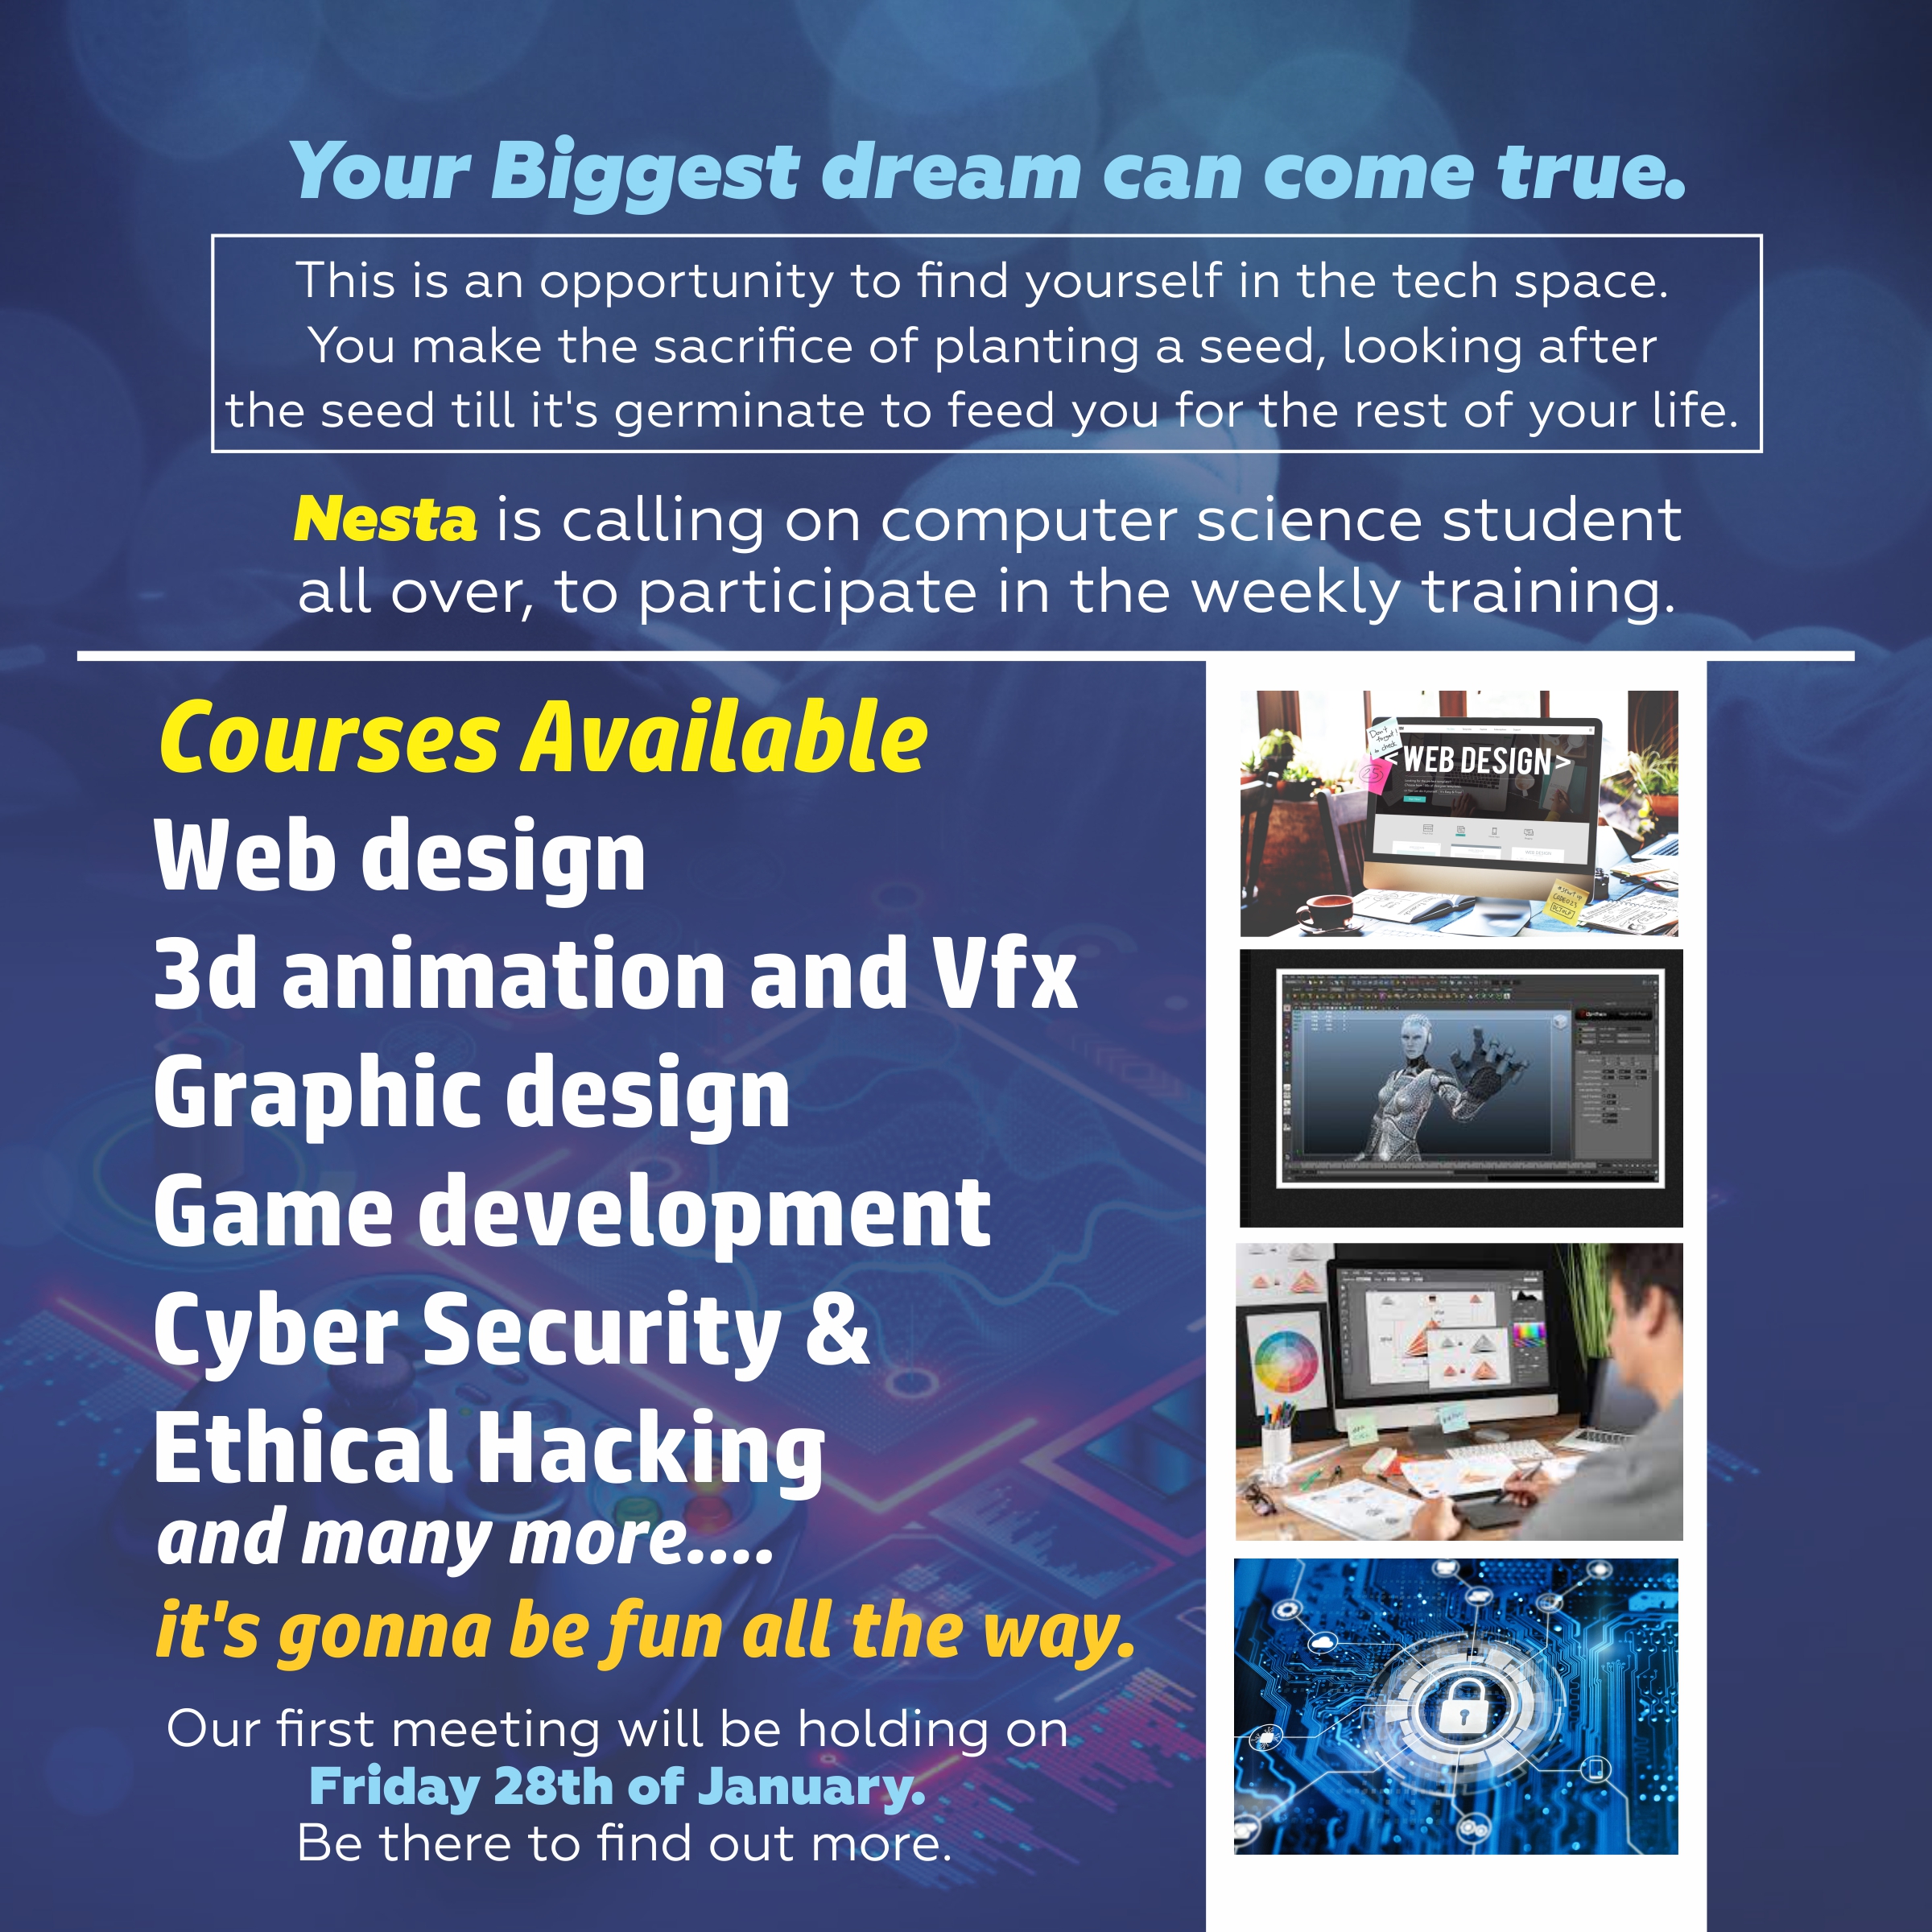 Your Biggest dream can come true.
This is an opportunity to find yourself in the tech space.
You make the sacrifice of planting a seed, looking after
the seed till it's germinate to feed you for the rest of your life.
Nesta is calling on computer science student
all over, to participate in the weekly training.
Courses Available
Web design
3d animation and Vfx
Graphic design
Game development
Cyber Security &
Ethical Hacking
and many more....
it's gonna be fun all the way.
Our first meeting will be holding on
Friday 28th of January.
Be there to find out more.
Don't
forget
to check
<WEB DESIGN>